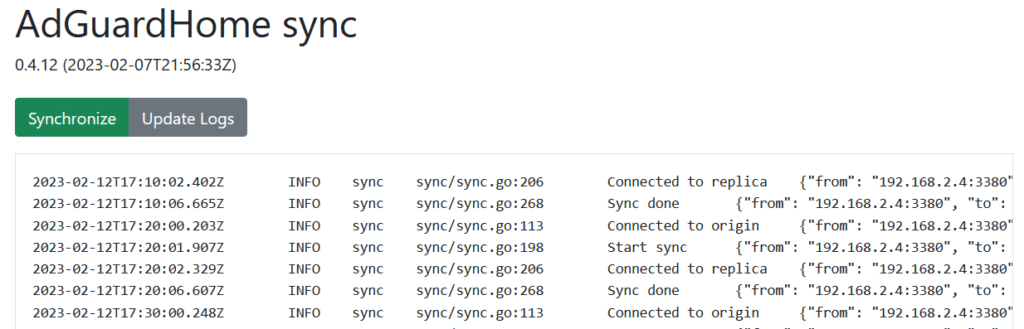 AdGuardHome sync
0.4.12 (2023-02-07T21:56:33Z)
Synchronize Update Logs
2023-02-12T17:10:02.402Z INFO sync sync/sync.go:206 Connected to replica {"from": "192.168.2.4:3380"
2023-02-12T17:10:06.665Z INFO sync sync/sync.go:268 Sync done {"from": "192.168.2.4:3380", "to":
2023-02-12T17:20:00.203Z INFO sync sync/sync.go:113 Connected to origin {"from": "192.168.2.4:3380"
2023-02-12T17:20:01.907Z INFO sync sync/sync.go:198 Start sync {"from": "192.168.2.4:3380", "to":
2023-02-12T17:20:02.329Z INFO sync sync/sync.go:206 Connected to replica {"from": "192.168.2.4:3380"
2023-02-12T17:20:06.607Z INFO sync sync/sync.go:268 Sync done {"from": "192.168.2.4:3380", "to":
2023-02-12T17:30:00.248Z INFO sync sync/sync.go:113 Connected to origin {"from": "192.168.2.4:3380"